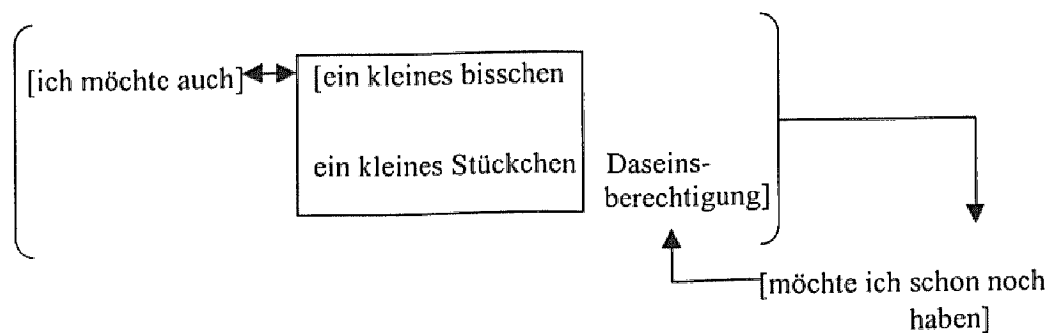 [ich möchte auch] [ein kleines bisschen
ein kleines Stückchen Daseins-
berechtigung]
[möchte ich schon noch
haben]